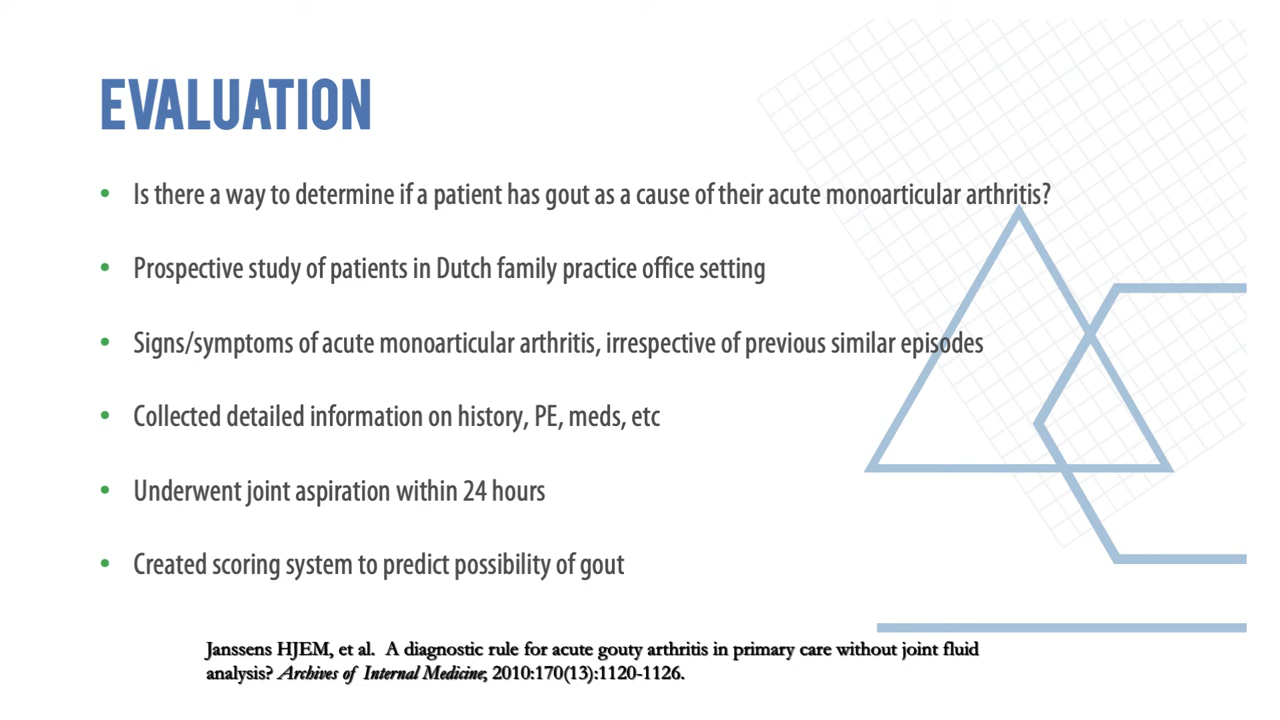 EVALUATION
• Is there a way to determine if a patient has gout as a cause of their acute monoarticular arthritis?
• Prospective study of patients in Dutch family practice office setting
• Signs/symptoms of acute monoarticular arthritis, irrespective of previous similar episodes
• Collected detailed information on history, PE, meds, etc
• Underwent joint aspiration within 24 hours
• Created scoring system to predict possibility of gout
Janssens HJEM, et al. A diagnostic rule for acute gouty arthritis in primary care without joint fluid
analysis? Archives of Internal Medicine; 2010:170(13):1120-1126.